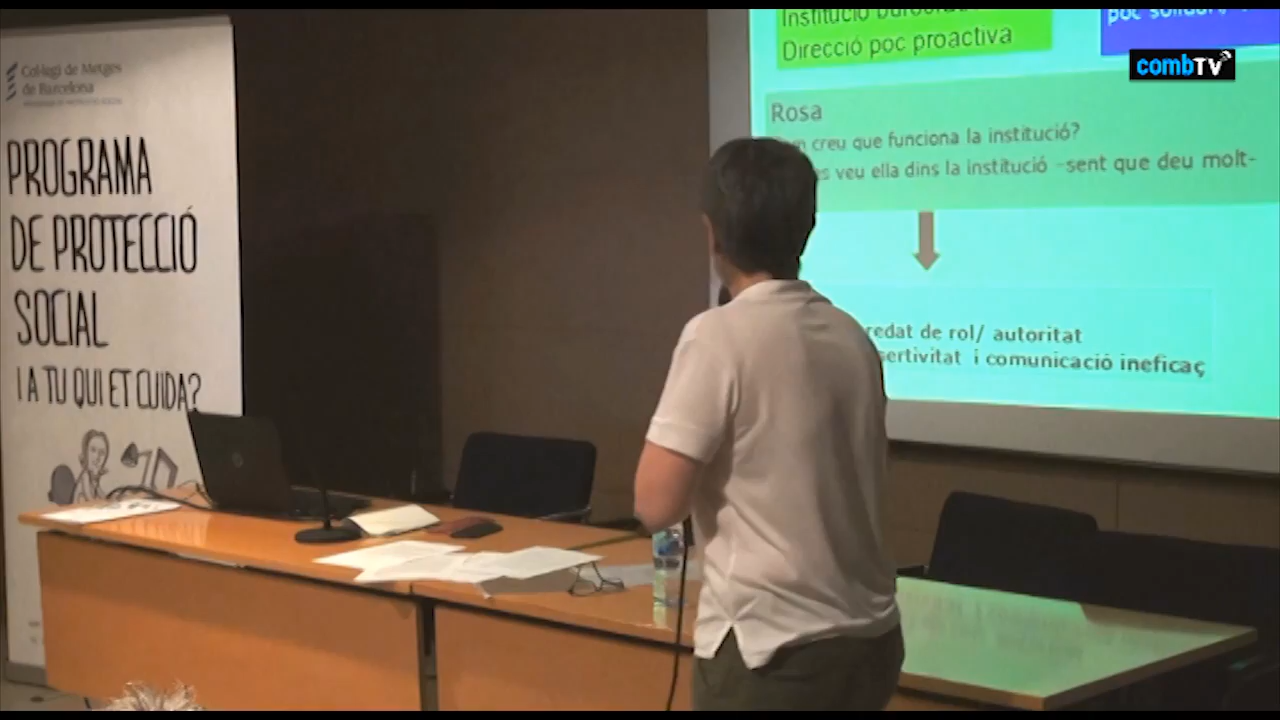 Col·legi de Metges
de Barcelona
PROGRAMA
DE PROTECCIÓ
SOCIAL
I A TU QUI ET CUIDA?
Institució
Direcció poc proactiva
poc
combTV
Rosa
creu que funciona la institució?
veu ella dins la institució -sent que deu molt-
redat de rol/ autoritat
sertivitat i comunicació ineficaç